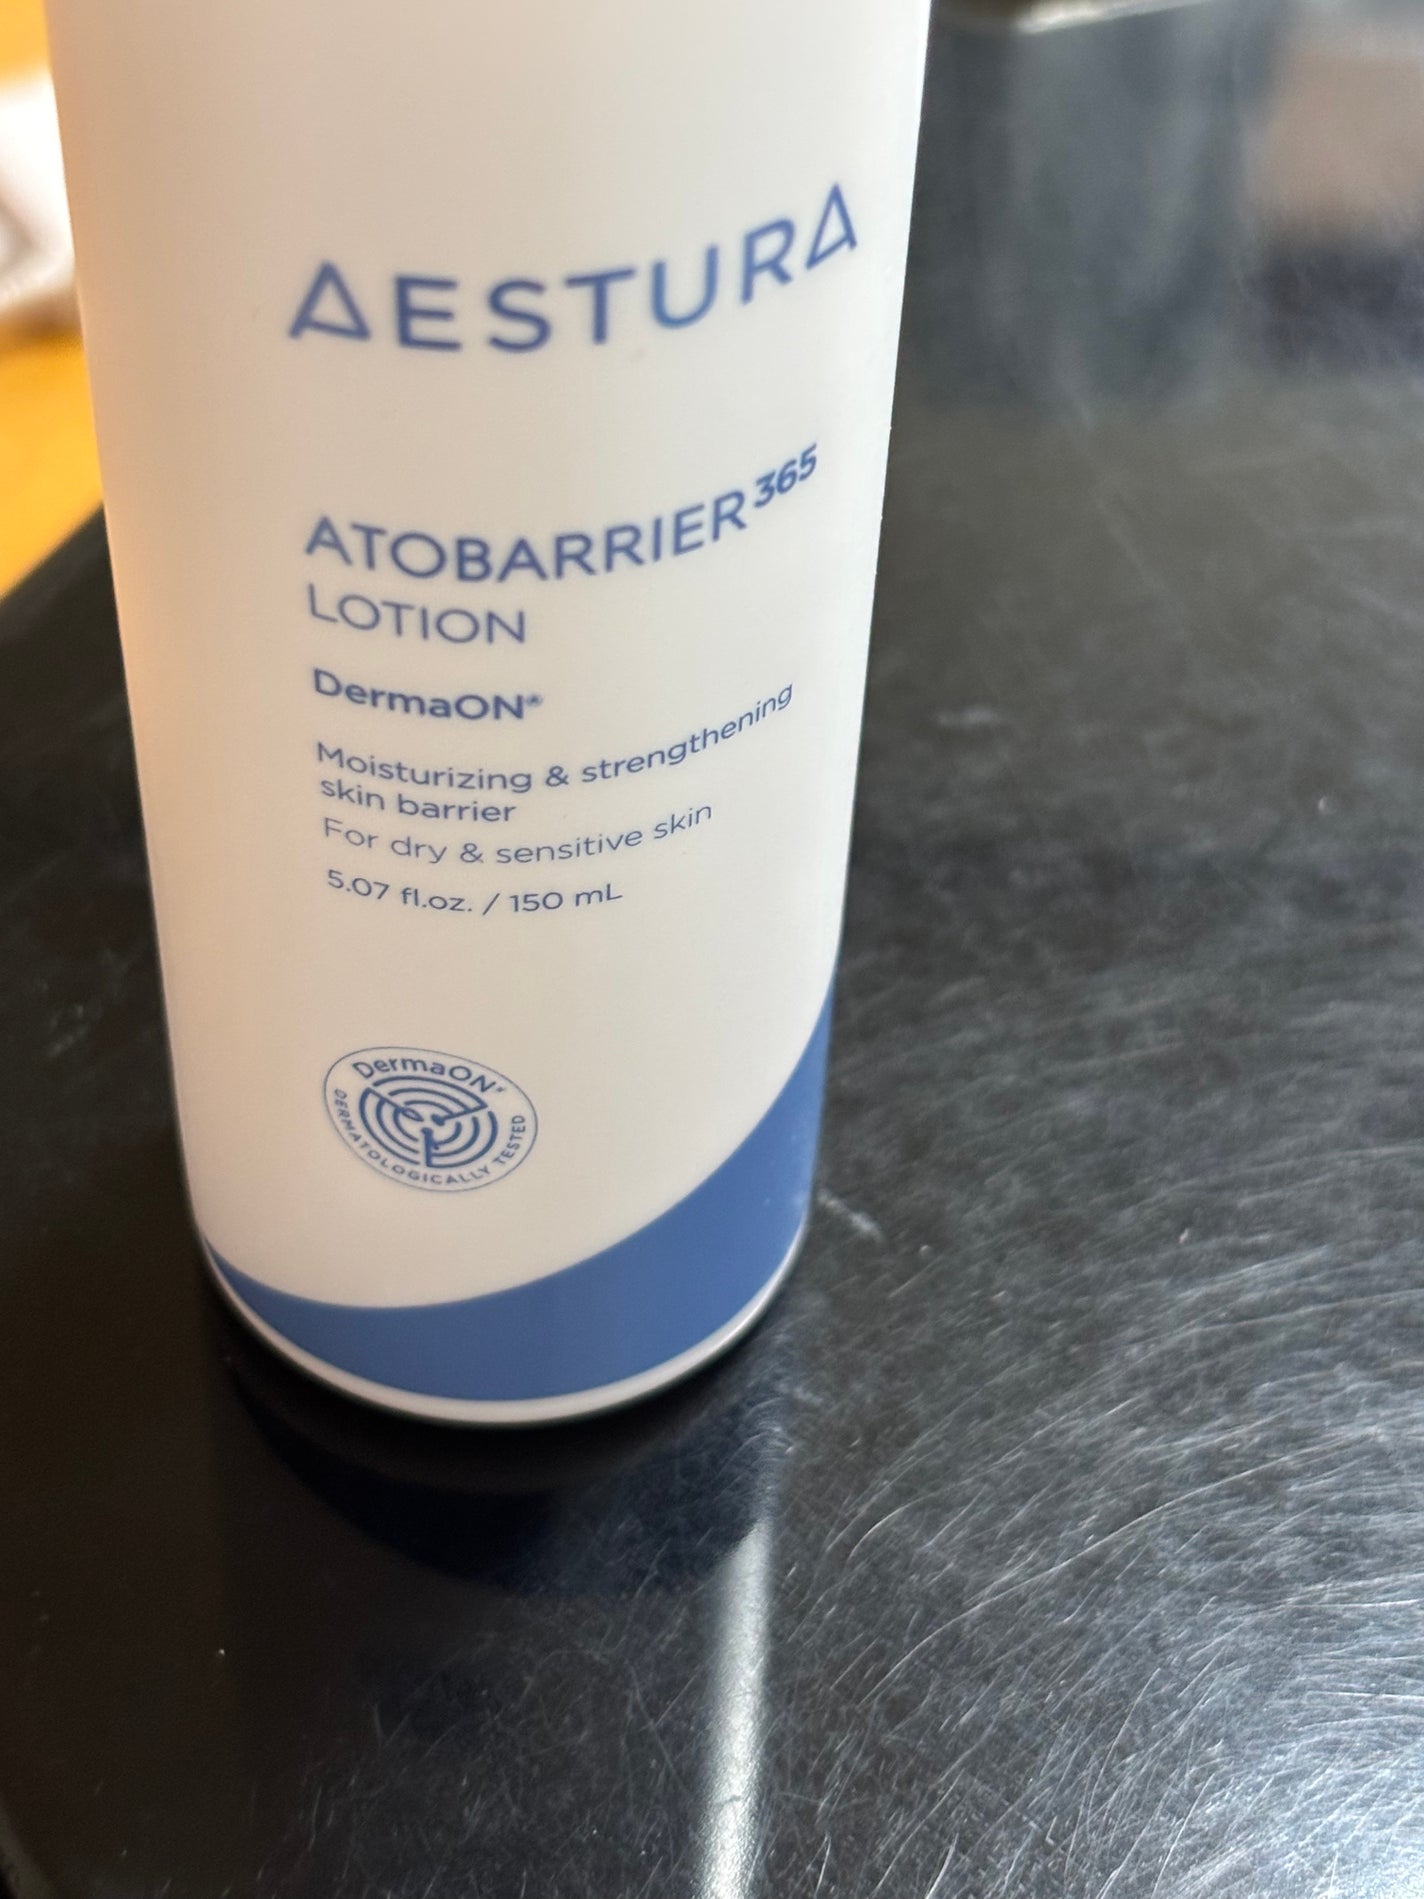 AESTURA
ATOBARRIER³⁶⁵
LOTION
DermaON®
Moisturizing & strengthening
skin barrier
For dry & sensitive skin
5.07 fl.oz. / 150 mL
DermaON®
DERMATOLOGICALLY TESTED